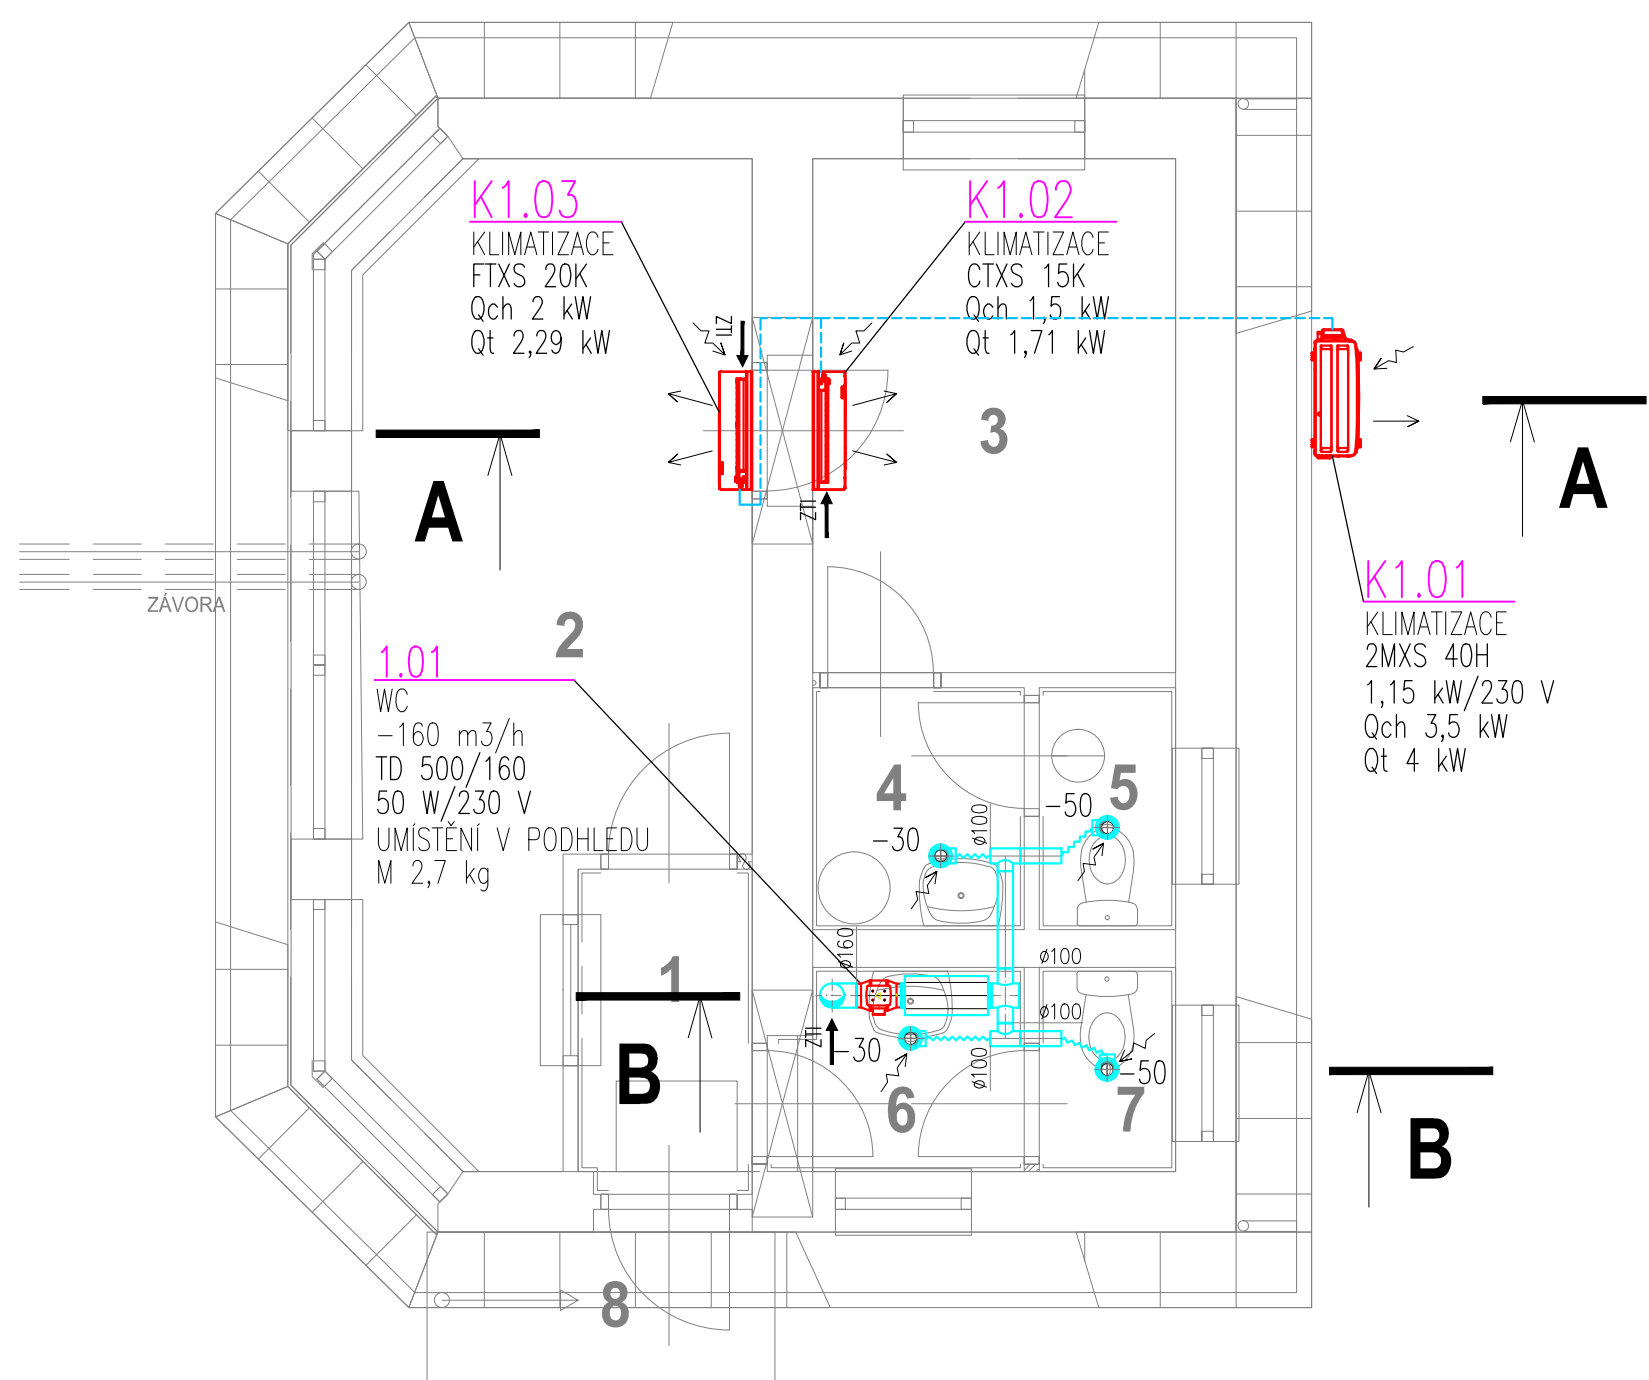 K1.03
KLIMATIZACE
FTXS 20K
Qch 2 kW
Qt 2,29 kW
ZTI
K1.02
KLIMATIZACE
CTXS 15K
Qch 1,5 kW
Qt 1,71 kW
ZTI
3
A
A
K1.01
KLIMATIZACE
2MXS 40H
1,15 kW/230 V
Qch 3,5 kW
Qt 4 kW
ZÁVORA
2
1.01
WC
-160 m3/h
TD 500/160
50 W/230 V
UMÍSTĚNÍ V PODHLEDU
M 2,7 kg
4
5
-50
-30
ø100
ø160
ø100
1
ø100
ZTI
-30
ø100
-50
B
6
7
B
8